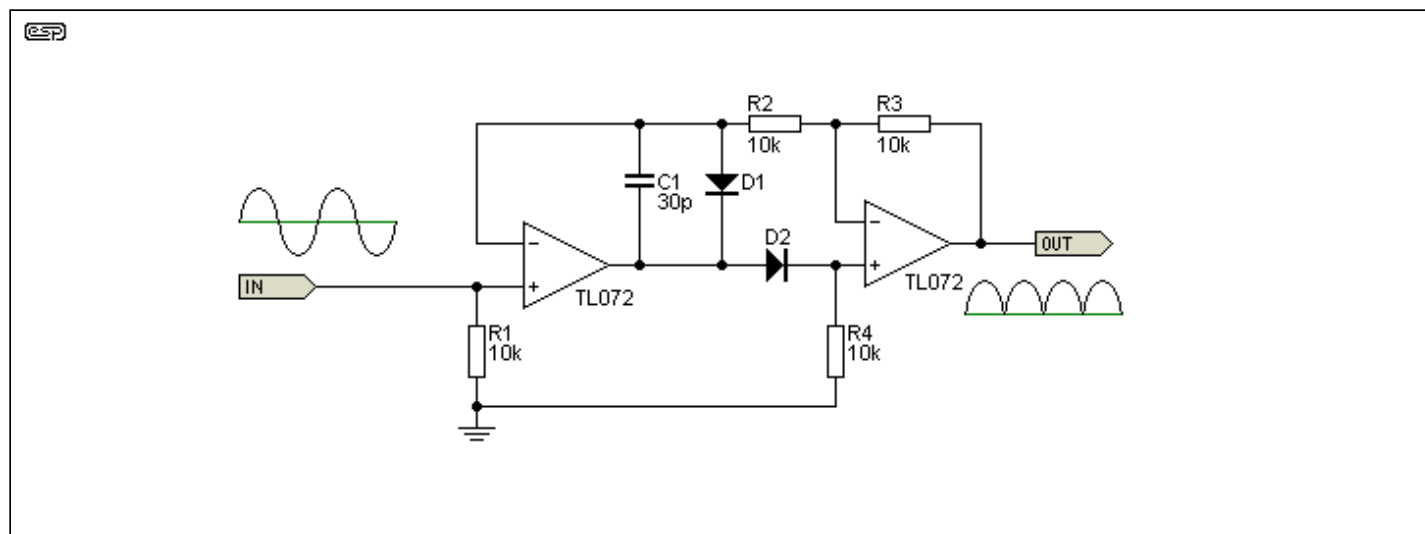 esp
R2
10k
R3
10k
C1
30p
D1
D2
−
+
TL072
−
+
TL072
IN
OUT
R1
10k
R4
10k